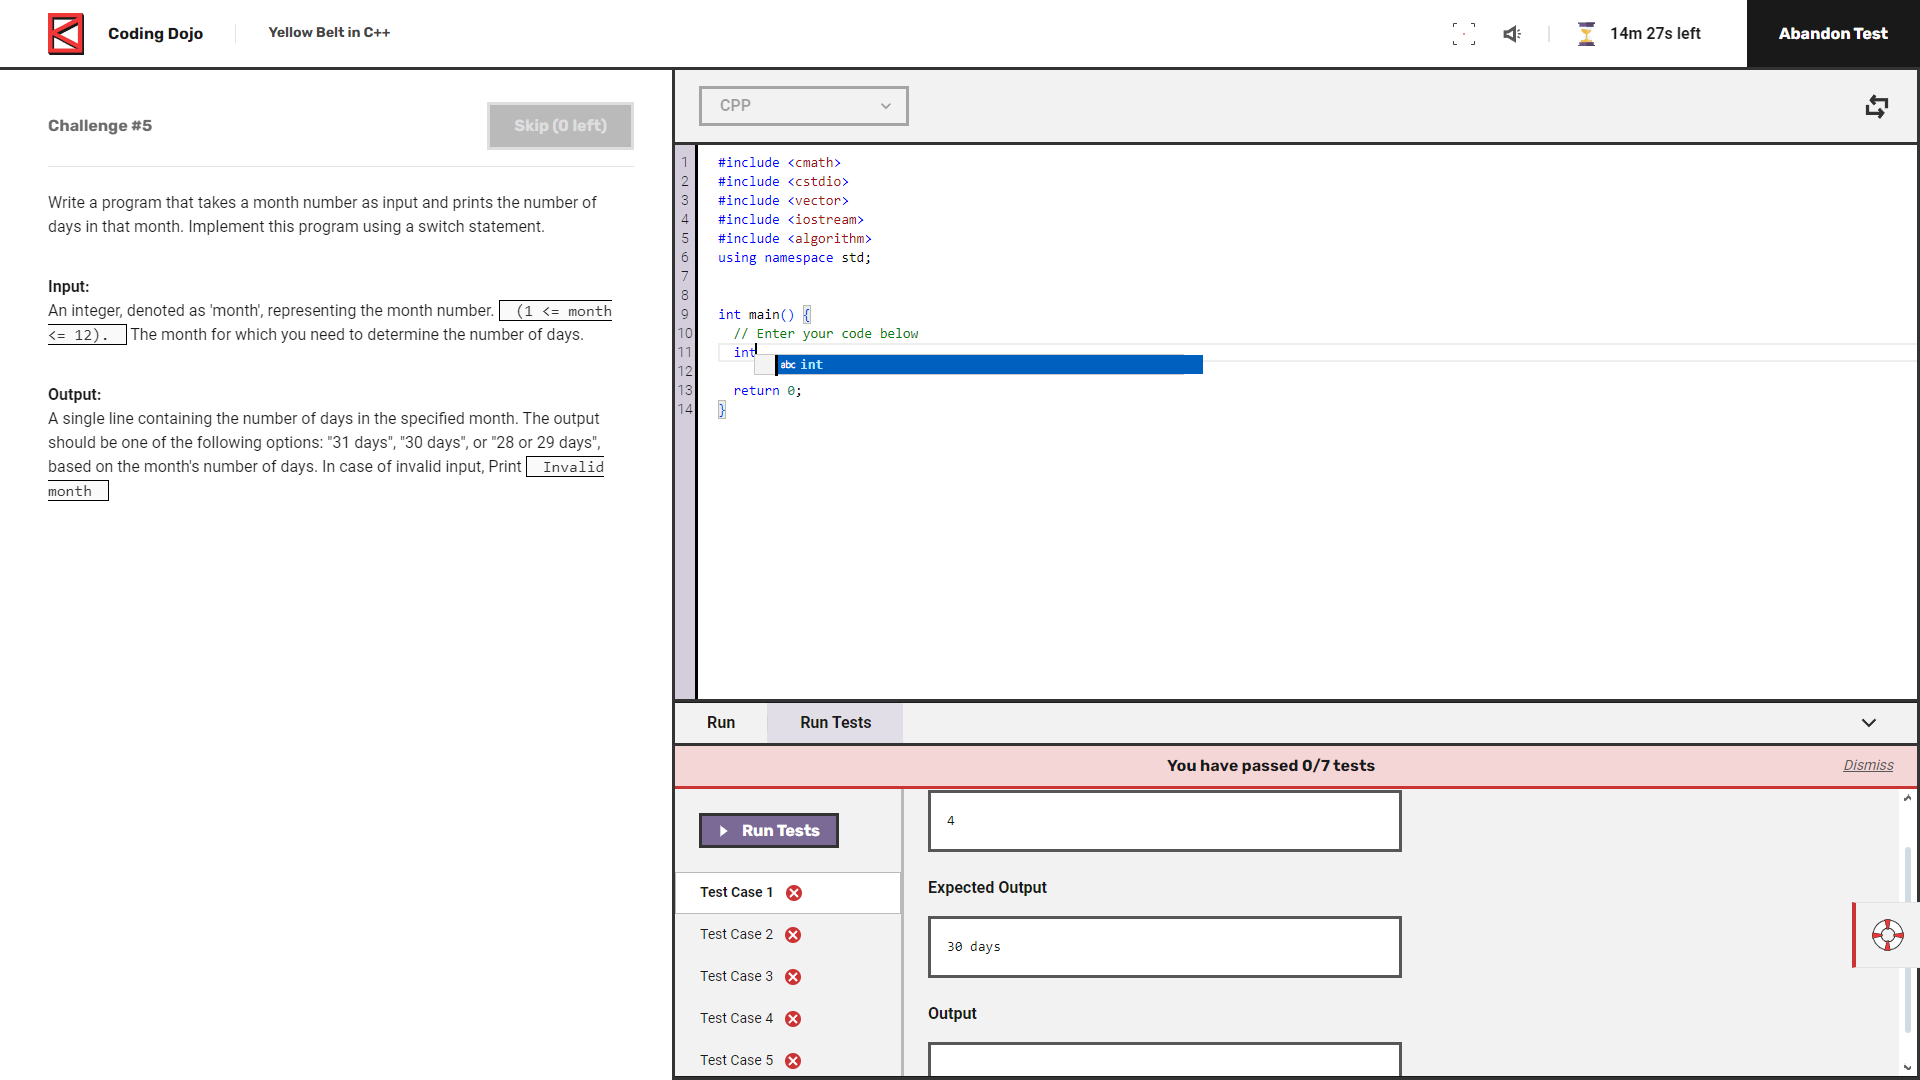 Coding Dojo
Yellow Belt in C++
14m 27s left
Abandon Test
Challenge #5
Skip (0 left)
Write a program that takes a month number as input and prints the number of
days in that month. Implement this program using a switch statement.
Input:
An integer, denoted as 'month', representing the month number. (1 <= month
<= 12). The month for which you need to determine the number of days.
Output:
A single line containing the number of days in the specified month. The output
should be one of the following options: "31 days", "30 days", or "28 or 29 days",
based on the month's number of days. In case of invalid input, Print Invalid
month
CPP
1 #include <cmath>
2 #include <cstdio>
3 #include <vector>
4 #include <iostream>
5 #include <algorithm>
6 using namespace std;
7
8
9 int main() {
10 // Enter your code below
11 int
abc int
12
13 return 0;
14 }
Run
Run Tests
You have passed 0/7 tests
Dismiss
Run Tests
Test Case 1
Test Case 2
Test Case 3
Test Case 4
Test Case 5
4
Expected Output
30 days
Output